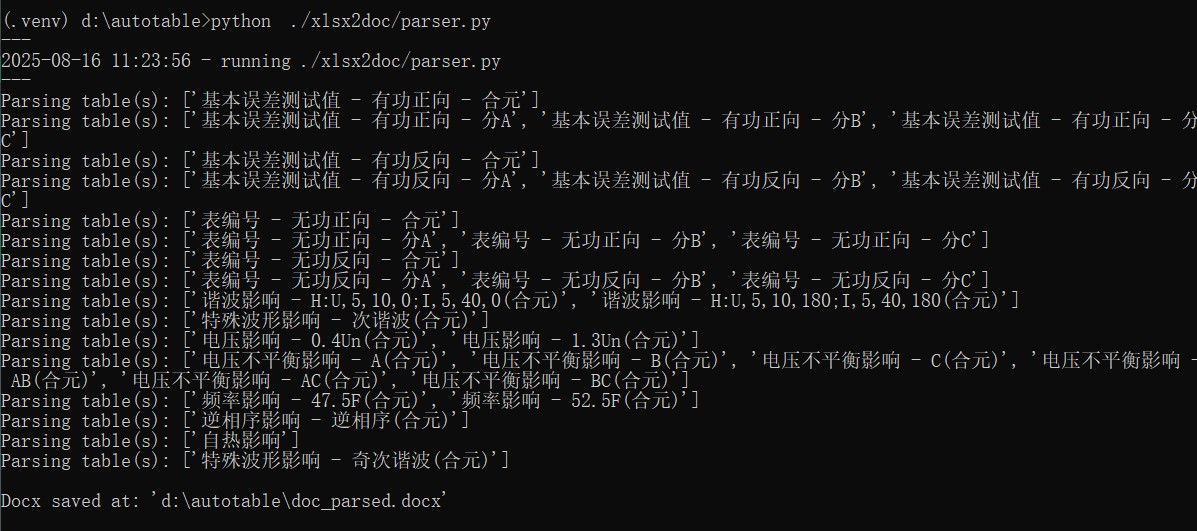 (.venv) d:\autotable>python  ./xlsx2doc/parser.py
---
2025-08-16 11:23:56 - running ./xlsx2doc/parser.py
---
Parsing table(s): ['基本误差测试值 - 有功正向 - 合元']
Parsing table(s): ['基本误差测试值 - 有功正向 - 分A', '基本误差测试值 - 有功正向 - 分B', '基本误差测试值 - 有功正向 - 分
C']
Parsing table(s): ['基本误差测试值 - 有功反向 - 合元']
Parsing table(s): ['基本误差测试值 - 有功反向 - 分A', '基本误差测试值 - 有功反向 - 分B', '基本误差测试值 - 有功反向 - 分
C']
Parsing table(s): ['表编号 - 无功正向 - 合元']
Parsing table(s): ['表编号 - 无功正向 - 分A', '表编号 - 无功正向 - 分B', '表编号 - 无功正向 - 分C']
Parsing table(s): ['表编号 - 无功反向 - 合元']
Parsing table(s): ['表编号 - 无功反向 - 分A', '表编号 - 无功反向 - 分B', '表编号 - 无功反向 - 分C']
Parsing table(s): ['谐波影响 - H:U,5,10,0;I,5,40,0(合元)', '谐波影响 - H:U,5,10,180;I,5,40,180(合元)']
Parsing table(s): ['特殊波形影响 - 次谐波(合元)']
Parsing table(s): ['电压影响 - 0.4Un(合元)', '电压影响 - 1.3Un(合元)']
Parsing table(s): ['电压不平衡影响 - A(合元)', '电压不平衡影响 - B(合元)', '电压不平衡影响 - C(合元)', '电压不平衡影响 -
 AB(合元)', '电压不平衡影响 - AC(合元)', '电压不平衡影响 - BC(合元)']
Parsing table(s): ['频率影响 - 47.5F(合元)', '频率影响 - 52.5F(合元)']
Parsing table(s): ['逆相序影响 - 逆相序(合元)']
Parsing table(s): ['自热影响']
Parsing table(s): ['特殊波形影响 - 奇次谐波(合元)']
Docx saved at: 'd:\autotable\doc_parsed.docx'